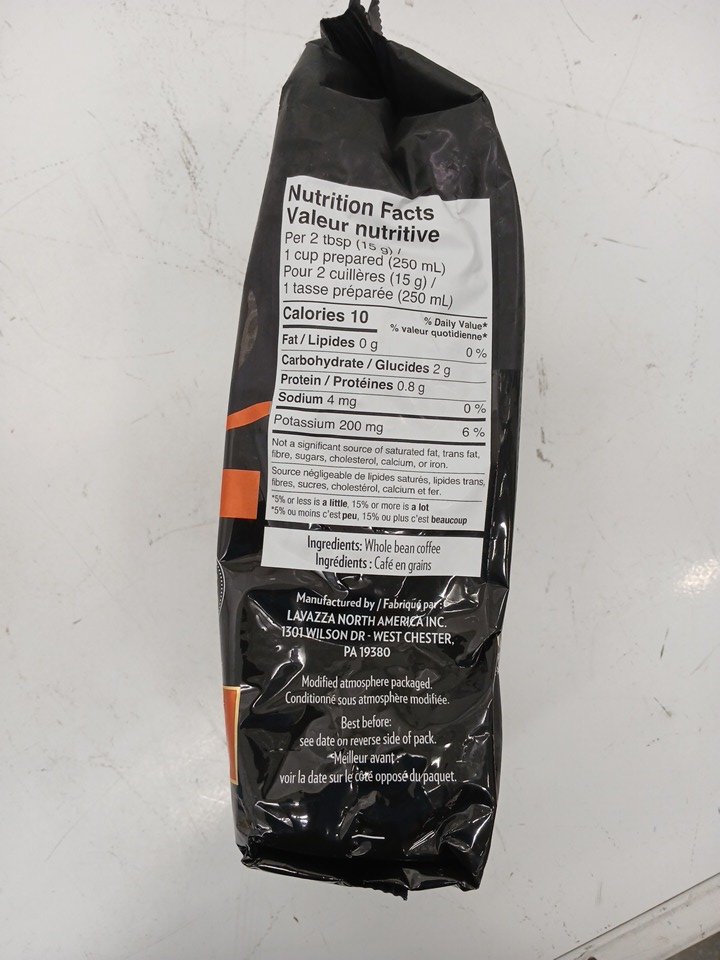 Nutrition Facts
Valeur nutritive
Per 2 tbsp (15 g) /
1 cup prepared (250 mL)
Pour 2 cuillères (15 g) /
1 tasse préparée (250 mL)
Calories 10
% Daily Value*
% valeur quotidienne*
Fat / Lipides 0 g 0 %
Carbohydrate / Glucides 2 g
Protein / Protéines 0.8 g
Sodium 4 mg 0 %
Potassium 200 mg 6 %
Not a significant source of saturated fat, trans fat,
fibre, sugars, cholesterol, calcium, or iron.
Source négligeable de lipides saturés, lipides trans,
fibres, sucres, cholestérol, calcium et fer.
*5% or less is a little, 15% or more is a lot
*5% ou moins c'est peu, 15% ou plus c'est beaucoup
Ingredients: Whole bean coffee
Ingrédients : Café en grains
Manufactured by / Fabriqué par :
LAVAZZA NORTH AMERICA INC.
1301 WILSON DR - WEST CHESTER,
PA 19380
Modified atmosphere packaged.
Conditionné sous atmosphère modifiée.
Best before:
see date on reverse side of pack.
Meilleur avant :
voir la date sur le côté opposé du paquet.